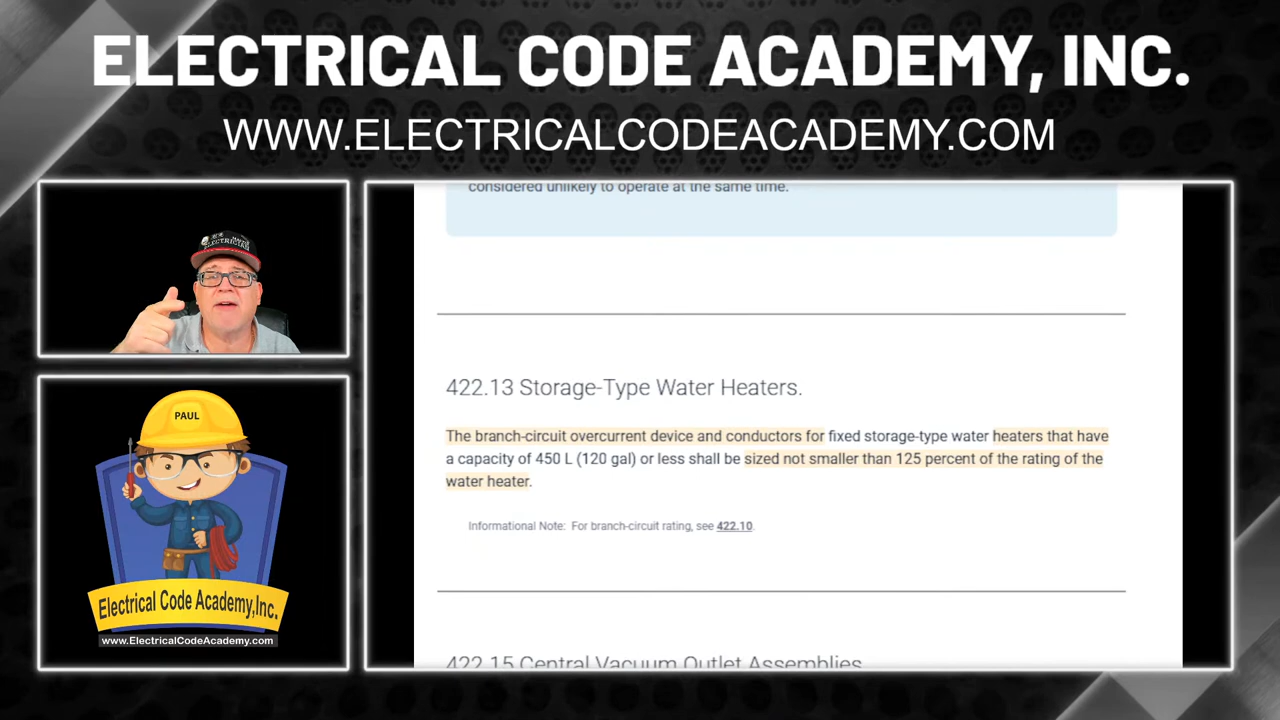 ELECTRICAL CODE ACADEMY, INC.
WWW.ELECTRICALCODEACADEMY.COM
considered unlikely to operate at the same time.
422.13 Storage-Type Water Heaters.
The branch-circuit overcurrent device and conductors for fixed storage-type water heaters that have
a capacity of 450 L (120 gal) or less shall be sized not smaller than 125 percent of the rating of the
water heater.
Informational Note: For branch-circuit rating, see 422.10.
422.15 Central Vacuum Outlet Assemblies
ELECTRICIAN
PAUL
Electrical Code Academy,Inc.
www.ElectricalCodeAcademy.com